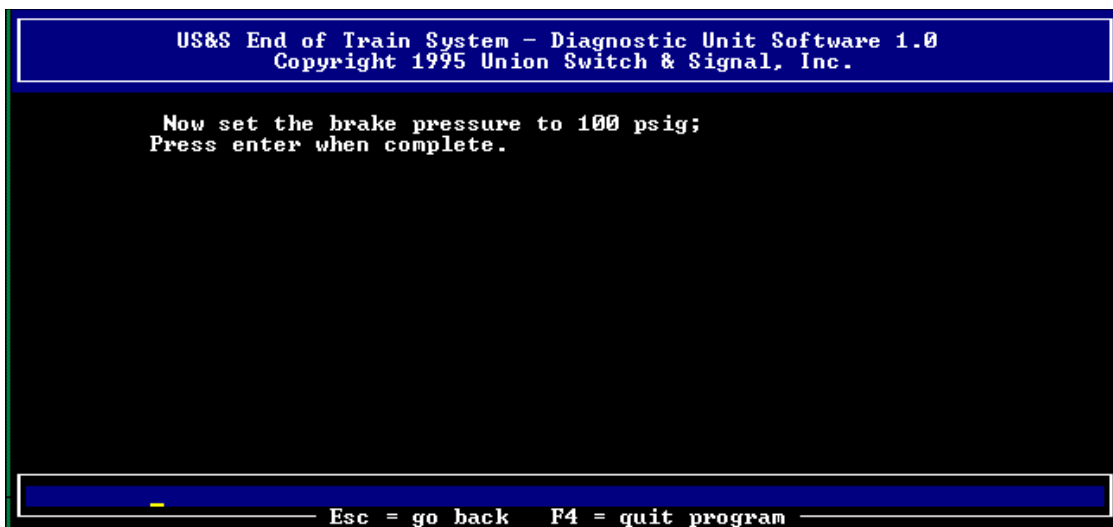 US&S End of Train System - Diagnostic Unit Software 1.0
Copyright 1995 Union Switch & Signal, Inc.
Now set the brake pressure to 100 psig;
Press enter when complete.
Esc = go back F4 = quit program